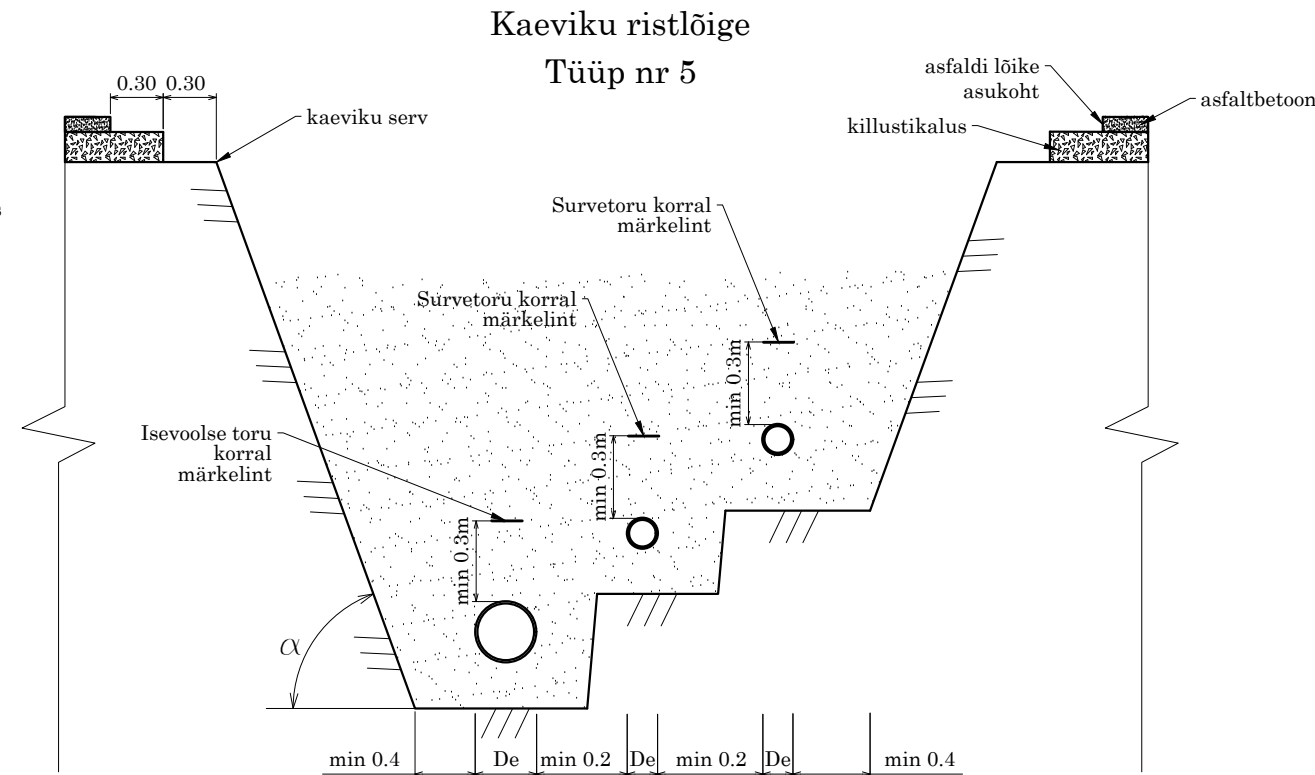 Kaeviku ristlõige
Tüüp nr 5
0.30 0.30
kaeviku serv
asfaldi lõike
asukoht
asfaltbetoon
killustikalus
Survetoru korral
märkelint
Survetoru korral
märkelint
min 0.3m
min 0.3m
Isevoolse toru
korral
märkelint
min 0.3m
α
min 0.4 De min 0.2 De min 0.2 De min 0.4